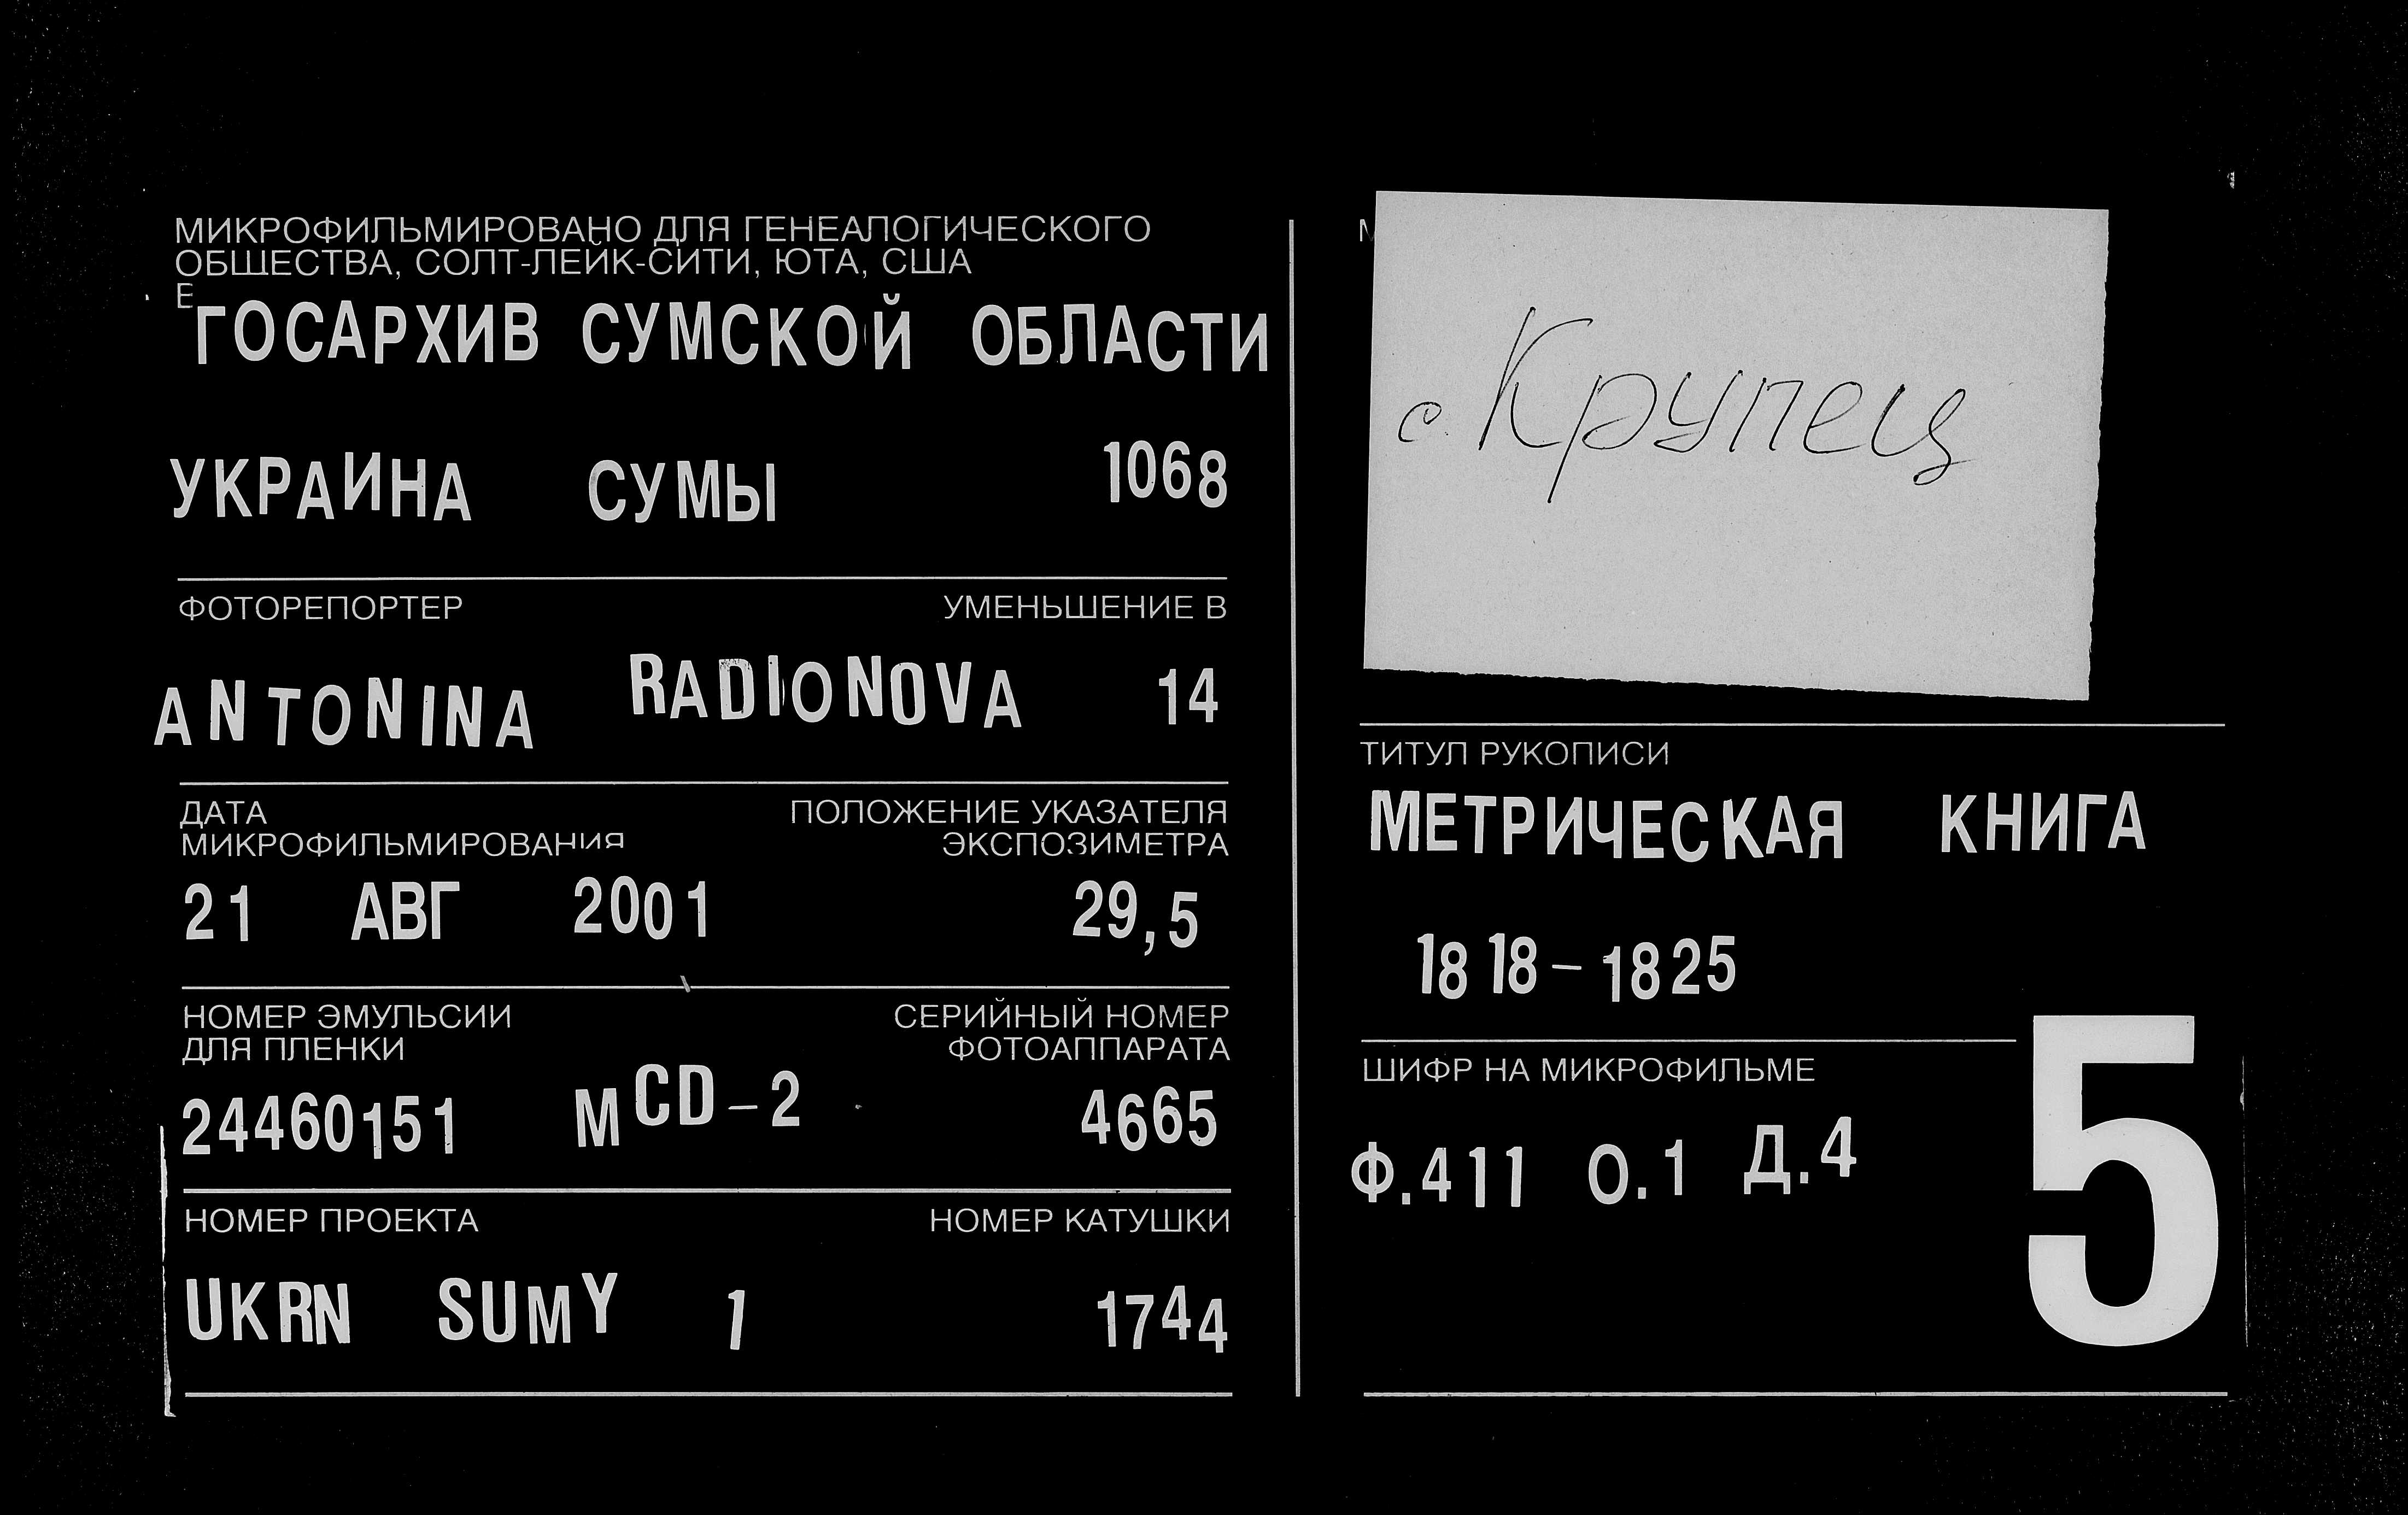 МИКРОФИЛЬМИРОВАНО ДЛЯ ГЕНЕАЛОГИЧЕСКОГО
ОБЩЕСТВА, СОЛТ-ЛЕЙК-СИТИ, ЮТА, США
Е
ГОСАРХИВ СУМСКОЙ ОБЛАСТИ
УКРАИНА СУМЫ 1068
ФОТОРЕПОРТЕР УМЕНЬШЕНИЕ В
ANTONINA RADIONOVA 14
ДАТА ПОЛОЖЕНИЕ УКАЗАТЕЛЯ
МИКРОФИЛЬМИРОВАНИЯ ЭКСПОЗИМЕТРА
21 АВГ 2001 29,5
НОМЕР ЭМУЛЬСИИ СЕРИЙНЫЙ НОМЕР
ДЛЯ ПЛЕНКИ ФОТОАППАРАТА
24460151 MCD-2 4665
НОМЕР ПРОЕКТА НОМЕР КАТУШКИ
UKRN SUMY 1 1744
с. Крупец
ТИТУЛ РУКОПИСИ
МЕТРИЧЕСКАЯ КНИГА
1818-1825
ШИФР НА МИКРОФИЛЬМЕ
Ф.411 О.1 Д.4
5